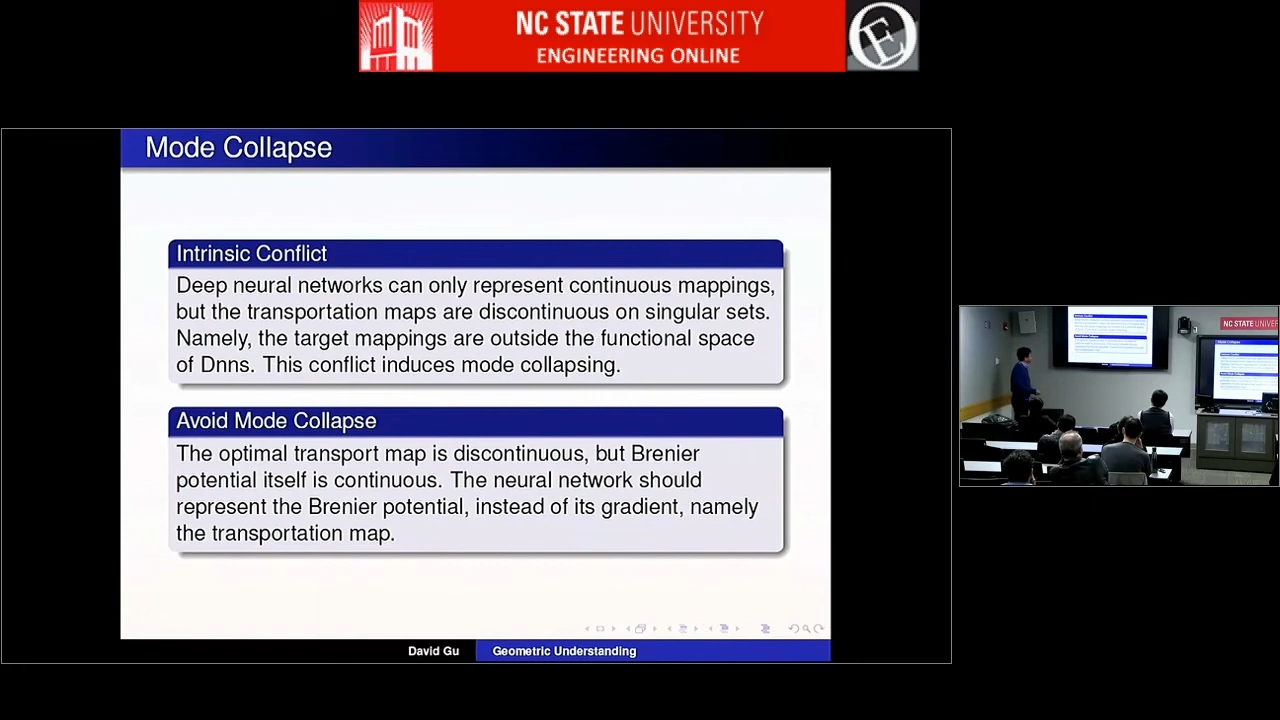 NC STATE UNIVERSITY
ENGINEERING ONLINE
Mode Collapse
Intrinsic Conflict
Deep neural networks can only represent continuous mappings,
but the transportation maps are discontinuous on singular sets.
Namely, the target mappings are outside the functional space
of Dnns. This conflict induces mode collapsing.
Avoid Mode Collapse
The optimal transport map is discontinuous, but Brenier
potential itself is continuous. The neural network should
represent the Brenier potential, instead of its gradient, namely
the transportation map.
David Gu
Geometric Understanding
NC STATE UNIVER